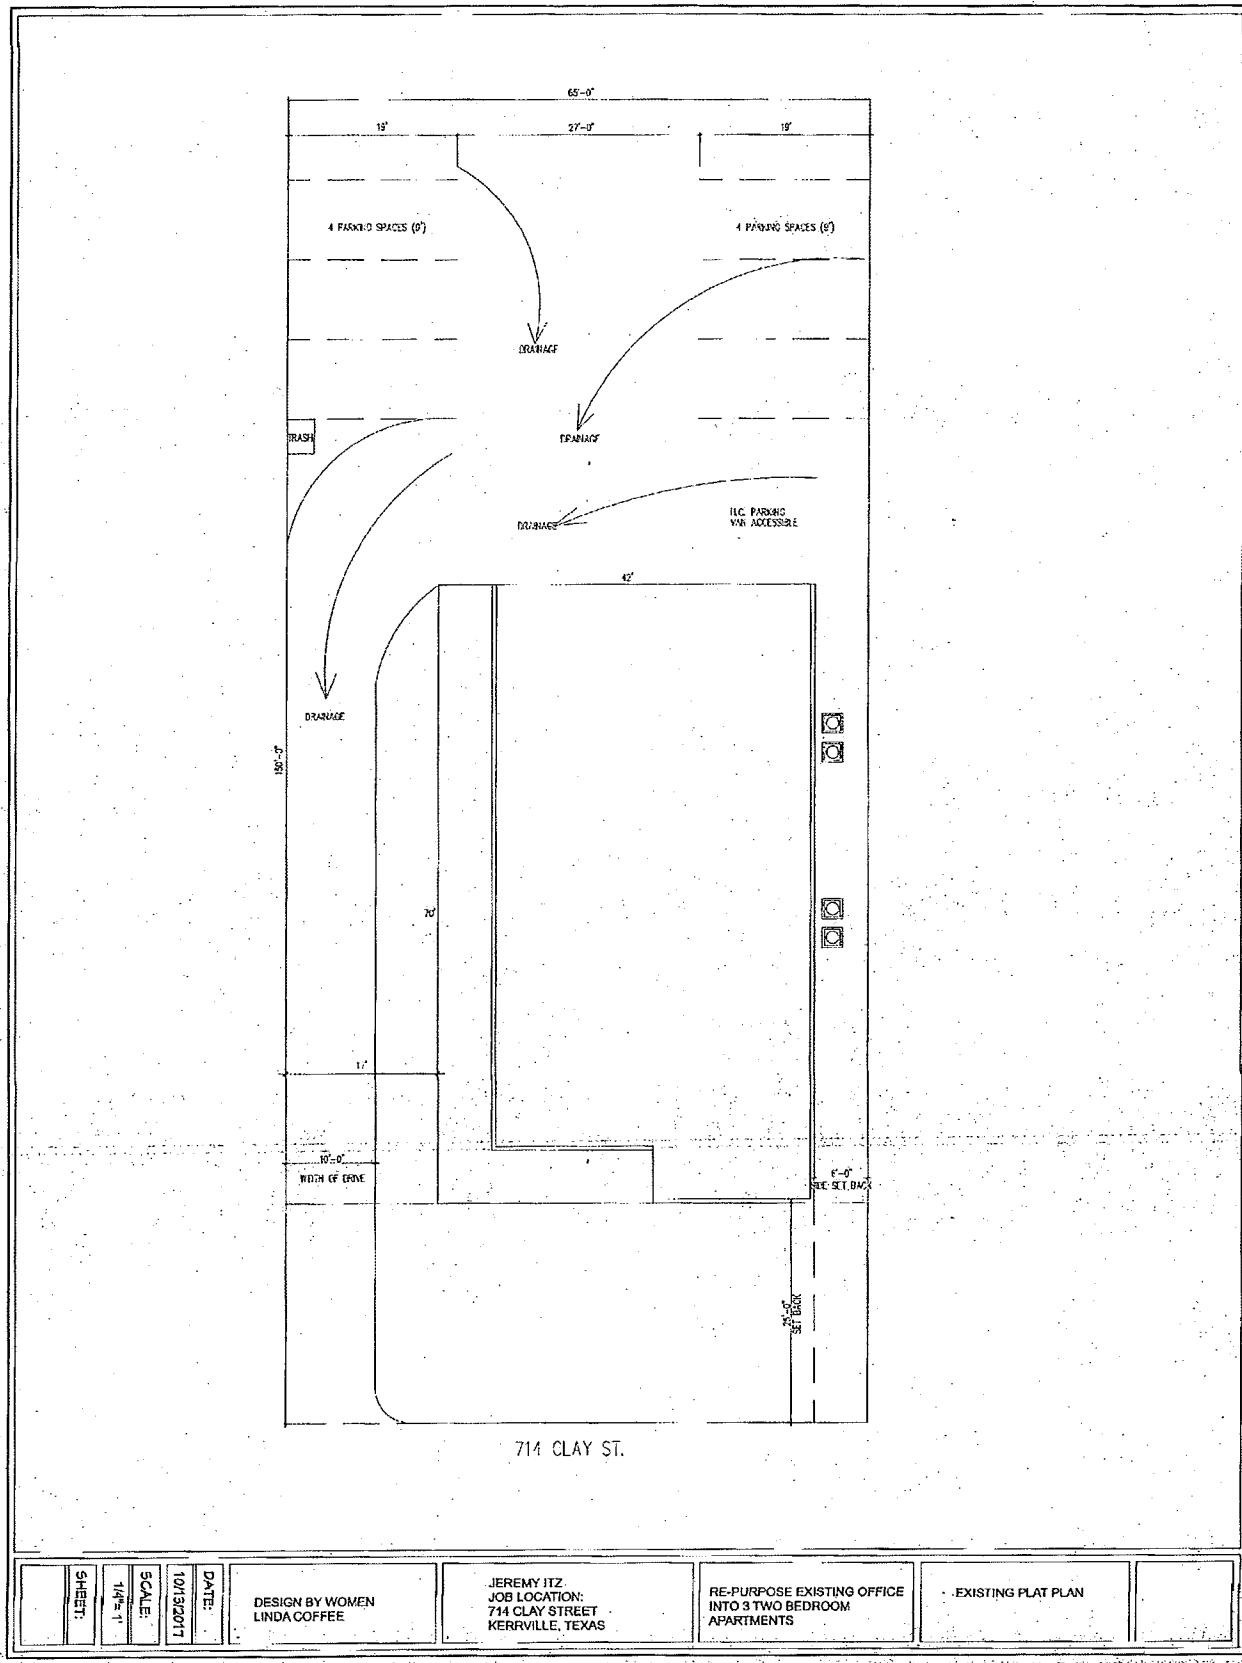 65'-0"
19'
27'-0"
19'
4 PARKING SPACES (9')
4 PARKING SPACES (9')
DRAINAGE
TRASH
DRAINAGE
DRAINAGE
H.C. PARKING
VAN ACCESSIBLE
42'
DRAINAGE
150'-0"
70'
17'
10'-0"
WIDTH OF DRIVE
6'-0"
SIDE SET BACK
25'-0"
SET BACK
714 CLAY ST.
SHEET:
SCALE:
1/4"= 1'
DATE:
10/13/2017
DESIGN BY WOMEN
LINDA COFFEE
JEREMY ITZ
JOB LOCATION:
714 CLAY STREET
KERRVILLE, TEXAS
RE-PURPOSE EXISTING OFFICE
INTO 3 TWO BEDROOM
APARTMENTS
EXISTING PLAT PLAN